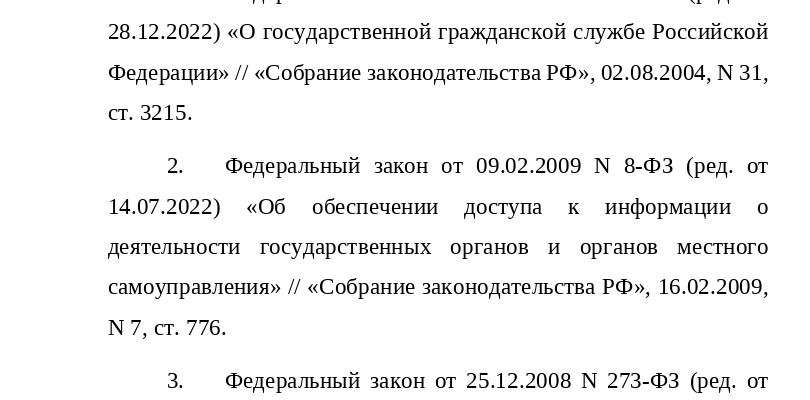 28.12.2022) «О государственной гражданской службе Российской
Федерации» // «Собрание законодательства РФ», 02.08.2004, N 31,
ст. 3215.
2. Федеральный закон от 09.02.2009 N 8-ФЗ (ред. от
14.07.2022) «Об обеспечении доступа к информации о
деятельности государственных органов и органов местного
самоуправления» // «Собрание законодательства РФ», 16.02.2009,
N 7, ст. 776.
3. Федеральный закон от 25.12.2008 N 273-ФЗ (ред. от